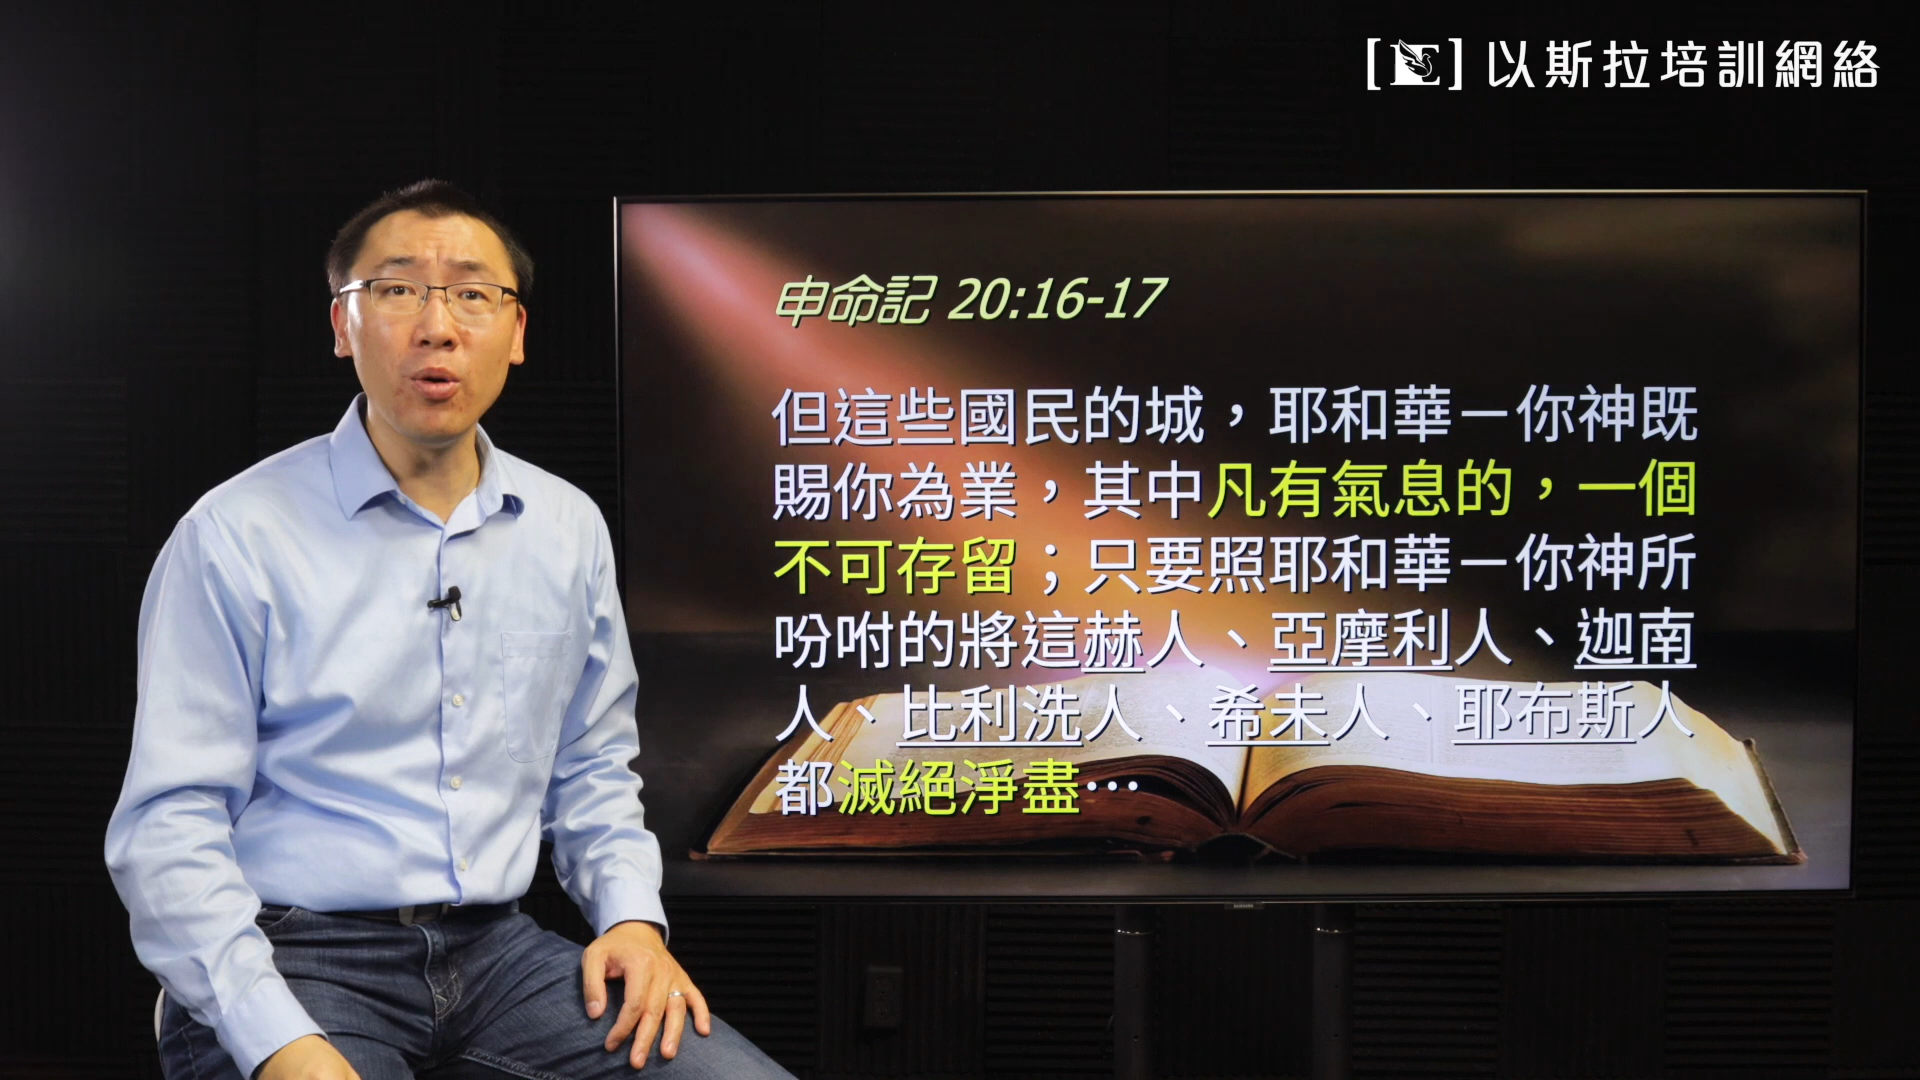 [E] 以斯拉培訓網絡
申命記 20:16-17
但這些國民的城，耶和華－你神既
賜你為業，其中凡有氣息的，一個
不可存留；只要照耶和華－你神所
吩咐的將這赫人、亞摩利人、迦南
人、比利洗人、希未人、耶布斯人
都滅絕淨盡…
SAMSUNG